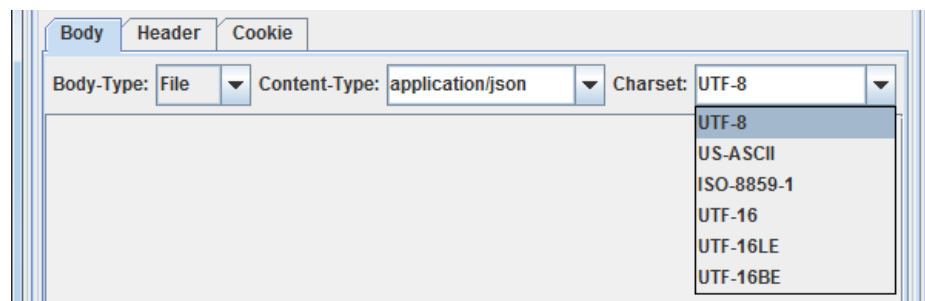 Body Header Cookie
Body-Type: File Content-Type: application/json Charset: UTF-8
UTF-8
US-ASCII
ISO-8859-1
UTF-16
UTF-16LE
UTF-16BE